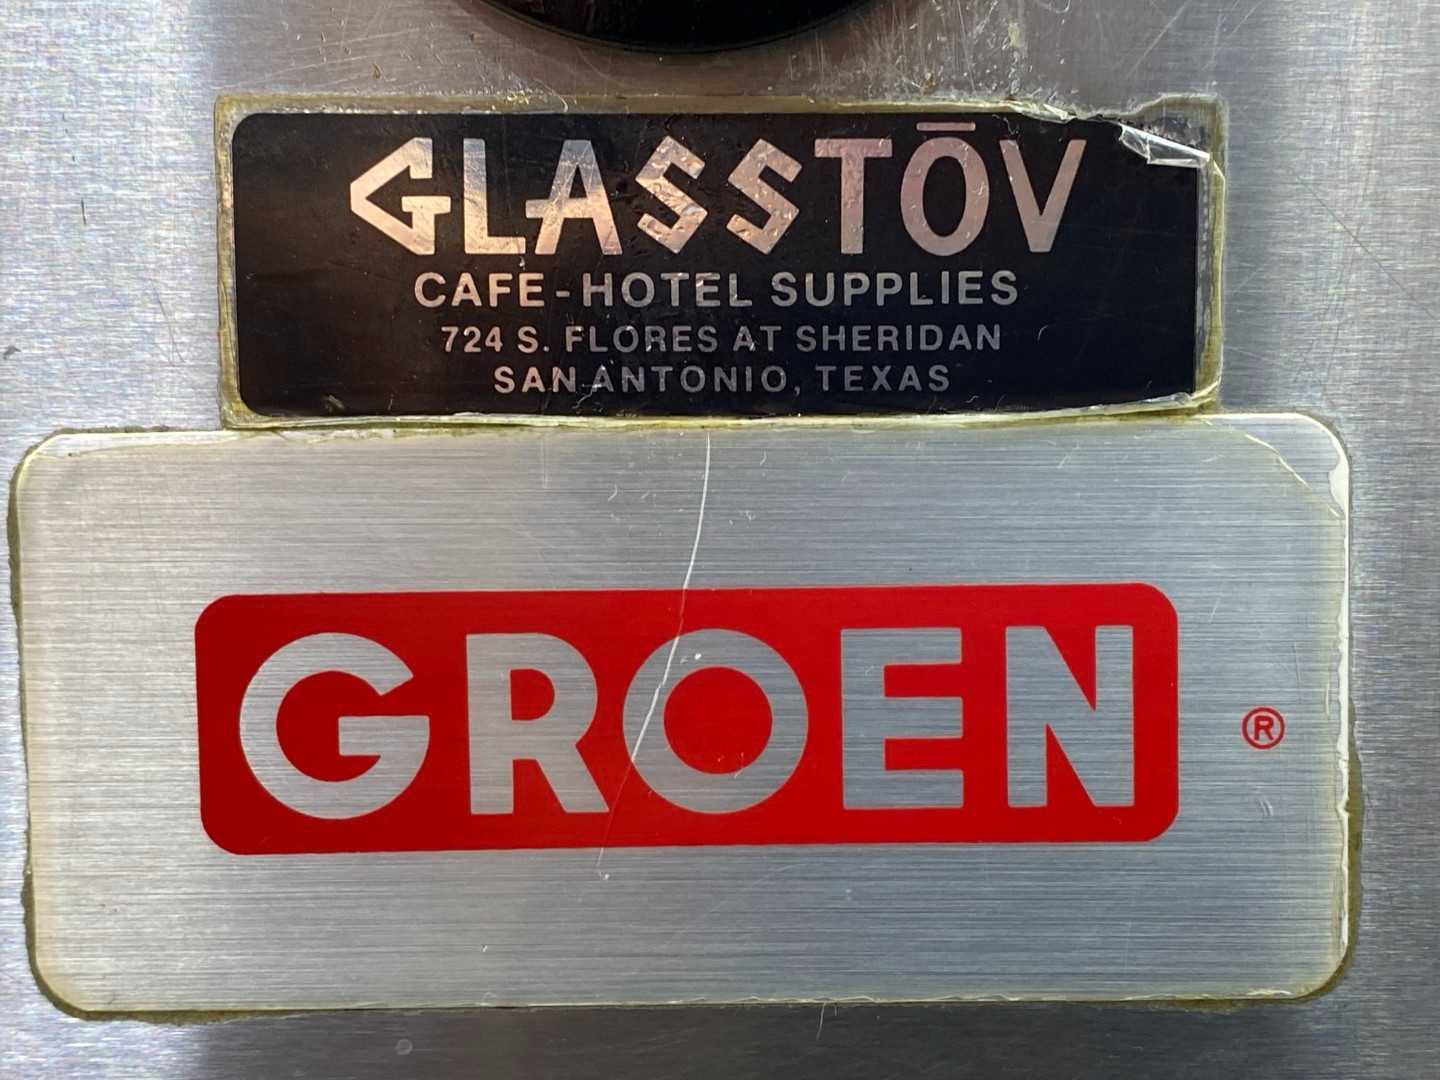 GLASSTŌV
CAFE-HOTEL SUPPLIES
724 S. FLORES AT SHERIDAN
SAN ANTONIO, TEXAS
GROEN ®